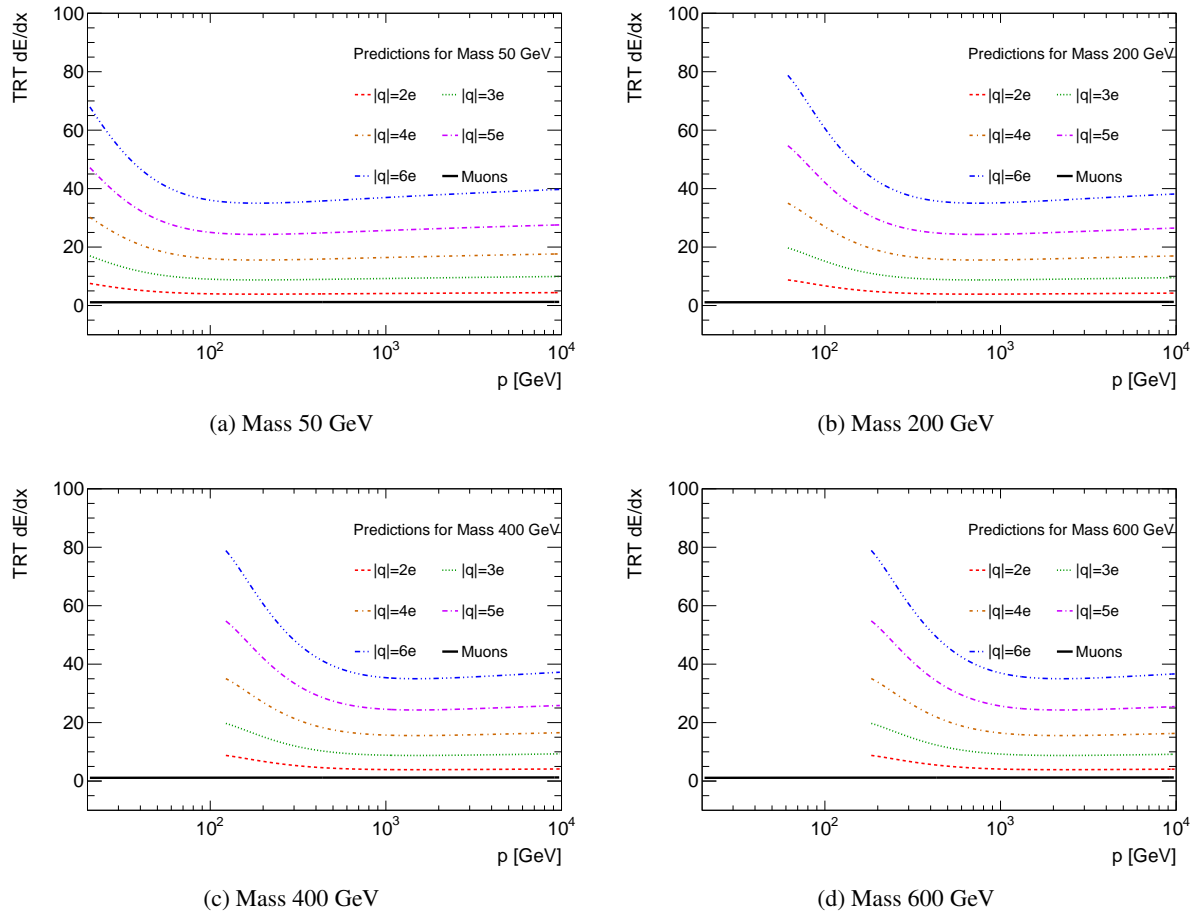 TRT dE/dx
100
80
60
40
20
0
Predictions for Mass 50 GeV
|q|=2e |q|=3e
|q|=4e |q|=5e
|q|=6e Muons
10² 10³ 10⁴
p [GeV]
(a) Mass 50 GeV
TRT dE/dx
100
80
60
40
20
0
Predictions for Mass 200 GeV
|q|=2e |q|=3e
|q|=4e |q|=5e
|q|=6e Muons
10² 10³ 10⁴
p [GeV]
(b) Mass 200 GeV
TRT dE/dx
100
80
60
40
20
0
Predictions for Mass 400 GeV
|q|=2e |q|=3e
|q|=4e |q|=5e
|q|=6e Muons
10² 10³ 10⁴
p [GeV]
(c) Mass 400 GeV
TRT dE/dx
100
80
60
40
20
0
Predictions for Mass 600 GeV
|q|=2e |q|=3e
|q|=4e |q|=5e
|q|=6e Muons
10² 10³ 10⁴
p [GeV]
(d) Mass 600 GeV